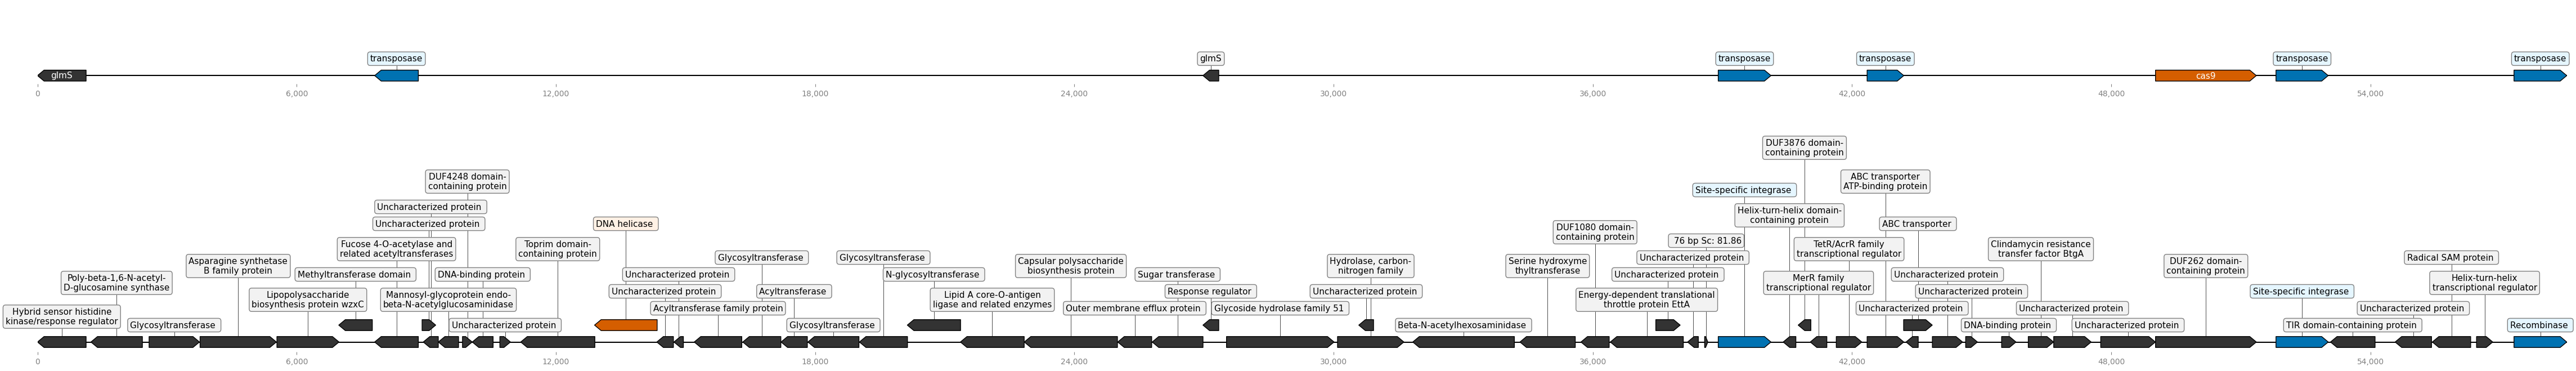 transposase
glmS
transposase
transposase
transposase
transposase
glmS
cas9
0
6,000
12,000
18,000
24,000
30,000
36,000
42,000
48,000
54,000
DUF3876 domain-
containing protein
DUF4248 domain-
containing protein
ABC transporter
ATP-binding protein
Site-specific integrase
Uncharacterized protein
Helix-turn-helix domain-
containing protein
Uncharacterized protein
DNA helicase
ABC transporter
DUF1080 domain-
containing protein
76 bp Sc: 81.86
Fucose 4-O-acetylase and
related acetyltransferases
Toprim domain-
containing protein
TetR/AcrR family
transcriptional regulator
Clindamycin resistance
transfer factor BtgA
Glycosyltransferase
Glycosyltransferase
Uncharacterized protein
Radical SAM protein
Asparagine synthetase
B family protein
Capsular polysaccharide
biosynthesis protein
Hydrolase, carbon-
nitrogen family
Serine hydroxyme
thyltransferase
DUF262 domain-
containing protein
Poly-beta-1,6-N-acetyl-
D-glucosamine synthase
Methyltransferase domain
DNA-binding protein
Uncharacterized protein
N-glycosyltransferase
Sugar transferase
Uncharacterized protein
MerR family
transcriptional regulator
Uncharacterized protein
Helix-turn-helix
transcriptional regulator
Lipopolysaccharide
biosynthesis protein wzxC
Mannosyl-glycoprotein endo-
beta-N-acetylglucosaminidase
Uncharacterized protein
Acyltransferase
Lipid A core-O-antigen
ligase and related enzymes
Response regulator
Uncharacterized protein
Energy-dependent translational
throttle protein EttA
Uncharacterized protein
Site-specific integrase
Hybrid sensor histidine
kinase/response regulator
Acyltransferase family protein
Outer membrane efflux protein
Glycoside hydrolase family 51
Uncharacterized protein
Uncharacterized protein
Uncharacterized protein
Glycosyltransferase
Uncharacterized protein
Glycosyltransferase
Beta-N-acetylhexosaminidase
DNA-binding protein
Uncharacterized protein
TIR domain-containing protein
Recombinase
0
6,000
12,000
18,000
24,000
30,000
36,000
42,000
48,000
54,000